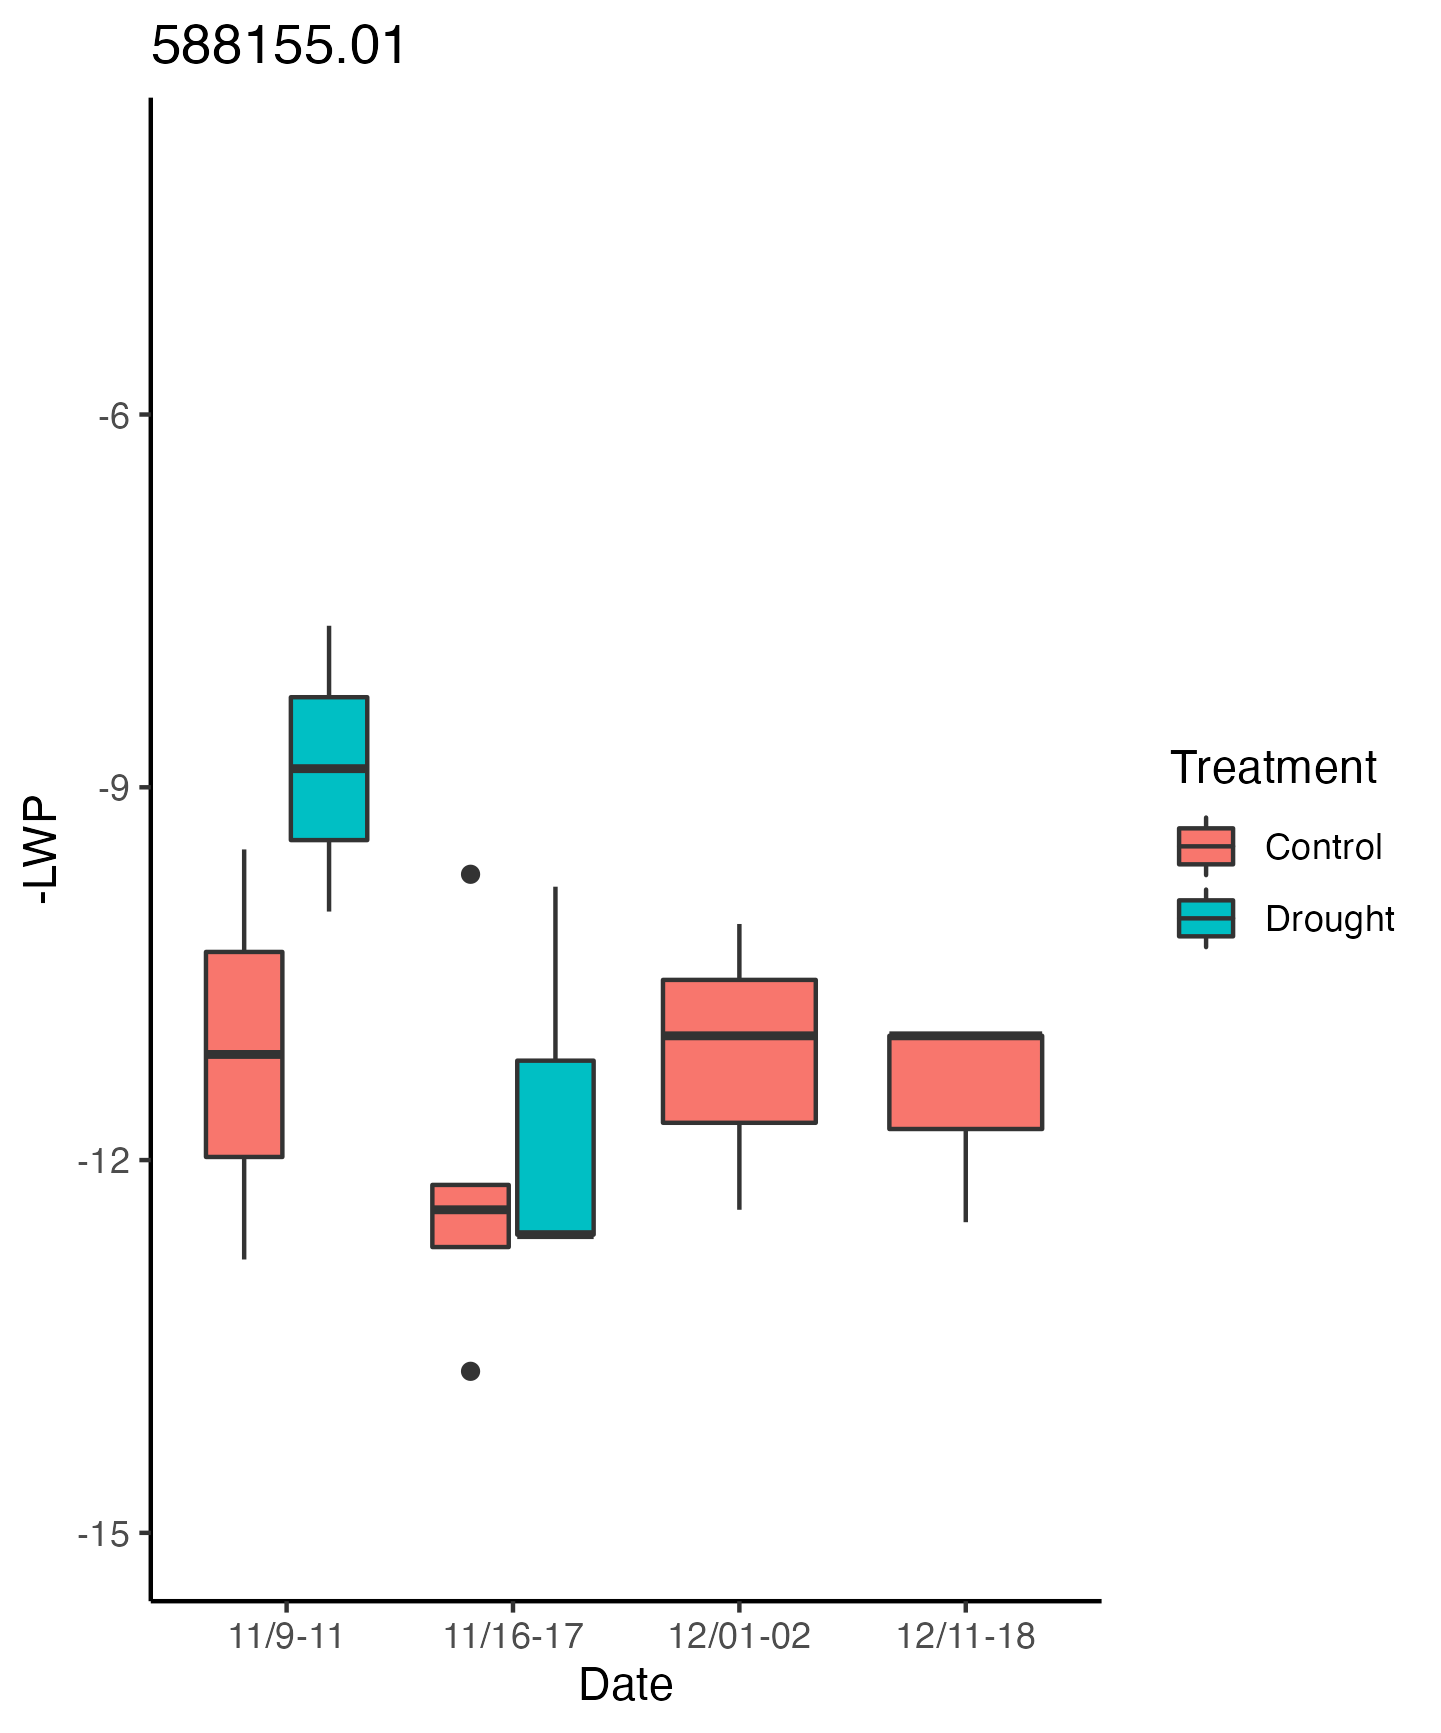 588155.01
-6
-9
-12
-15
-LWP
11/9-11
11/16-17
12/01-02
12/11-18
Date
Treatment
Control
Drought